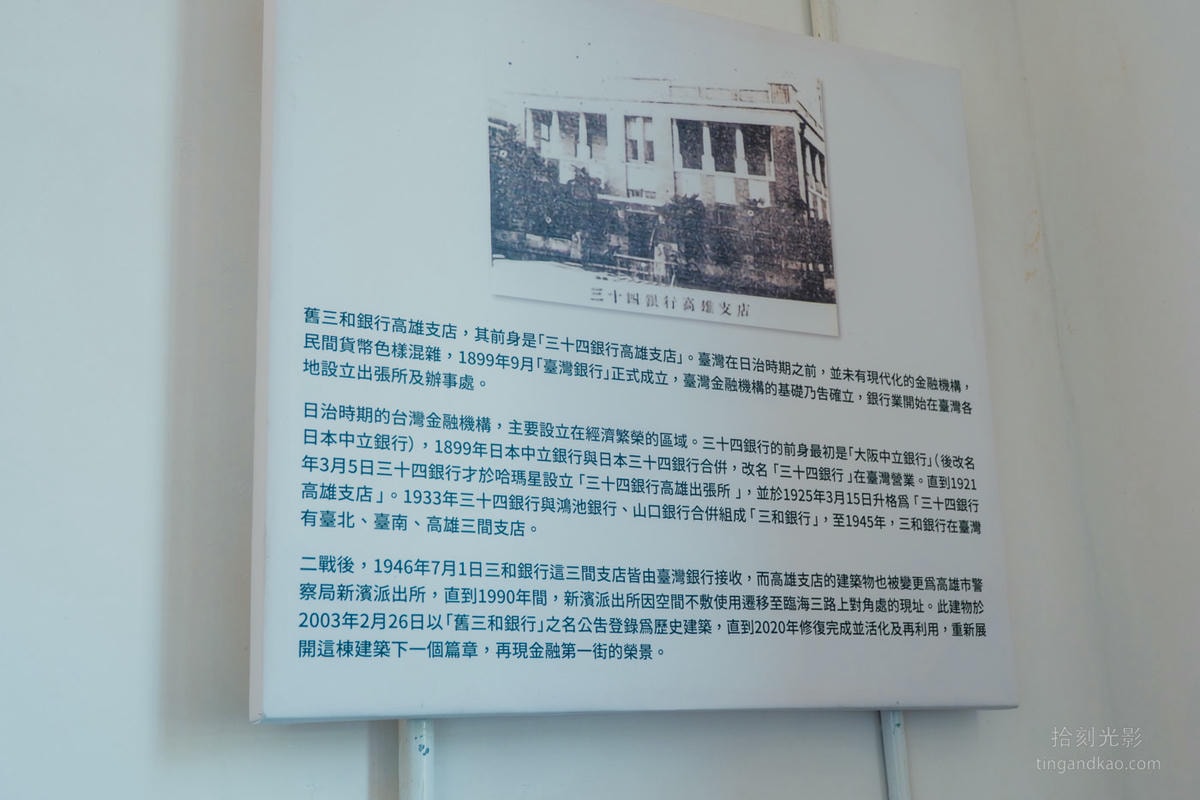 三十四銀行高雄支店
舊三和銀行高雄支店，其前身是「三十四銀行高雄支店」。臺灣在日治時期之前，並未有現代化的金融機構，
民間貨幣色樣混雜，1899年9月「臺灣銀行」正式成立，臺灣金融機構的基礎乃告確立，銀行業開始在臺灣各
地設立出張所及辦事處。
日治時期的台灣金融機構，主要設立在經濟繁榮的區域。三十四銀行的前身最初是「大阪中立銀行」（後改名
日本中立銀行），1899年日本中立銀行與日本三十四銀行合併，改名「三十四銀行」在臺灣營業。直到1921
年3月5日三十四銀行才於哈瑪星設立「三十四銀行高雄出張所」，並於1925年3月15日升格為「三十四銀行
高雄支店」。1933年三十四銀行與鴻池銀行、山口銀行合併組成「三和銀行」，至1945年，三和銀行在臺灣
有臺北、臺南、高雄三間支店。
二戰後，1946年7月1日三和銀行這三間支店皆由臺灣銀行接收，而高雄支店的建築物也被變更爲高雄市警
察局新濱派出所，直到1990年間，新濱派出所因空間不敷使用遷移至臨海三路上對角處的現址。此建物於
2003年2月26日以「舊三和銀行」之名公告登錄爲歷史建築，直到2020年修復完成並活化及再利用，重新展
開這棟建築下一個篇章，再現金融第一街的榮景。
拾刻光影
tingandkao.com